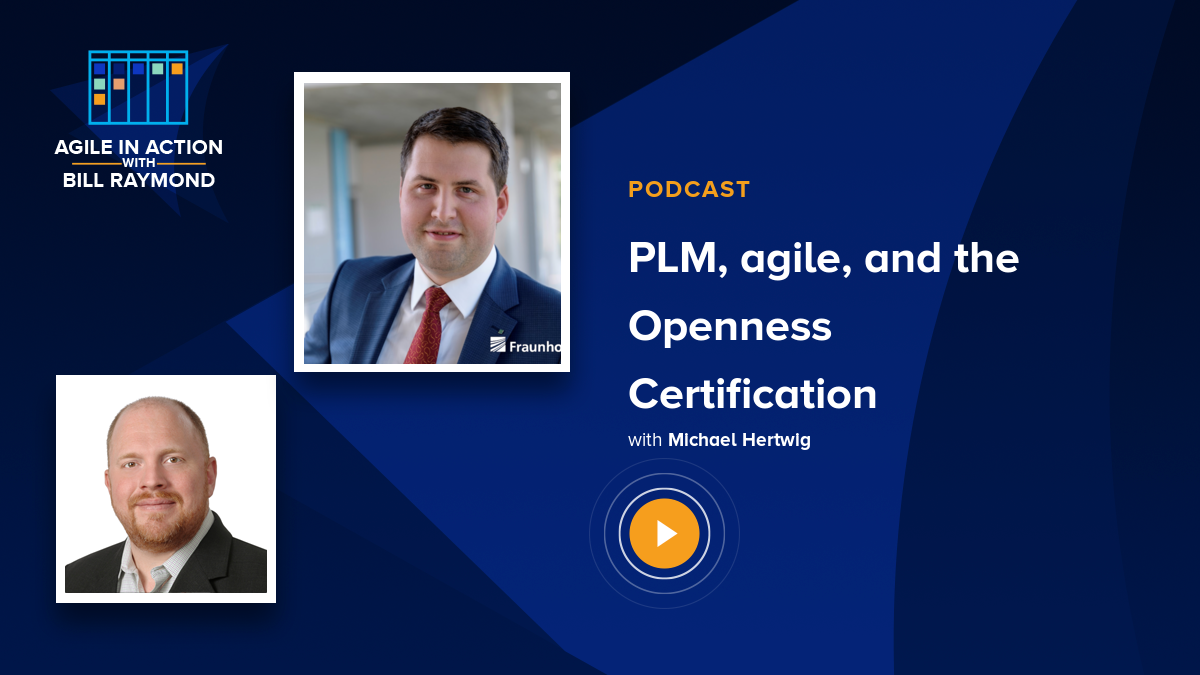 AGILE IN ACTION
WITH
BILL RAYMOND
Fraunho
PODCAST
PLM, agile, and the
Openness
Certification
with Michael Hertwig